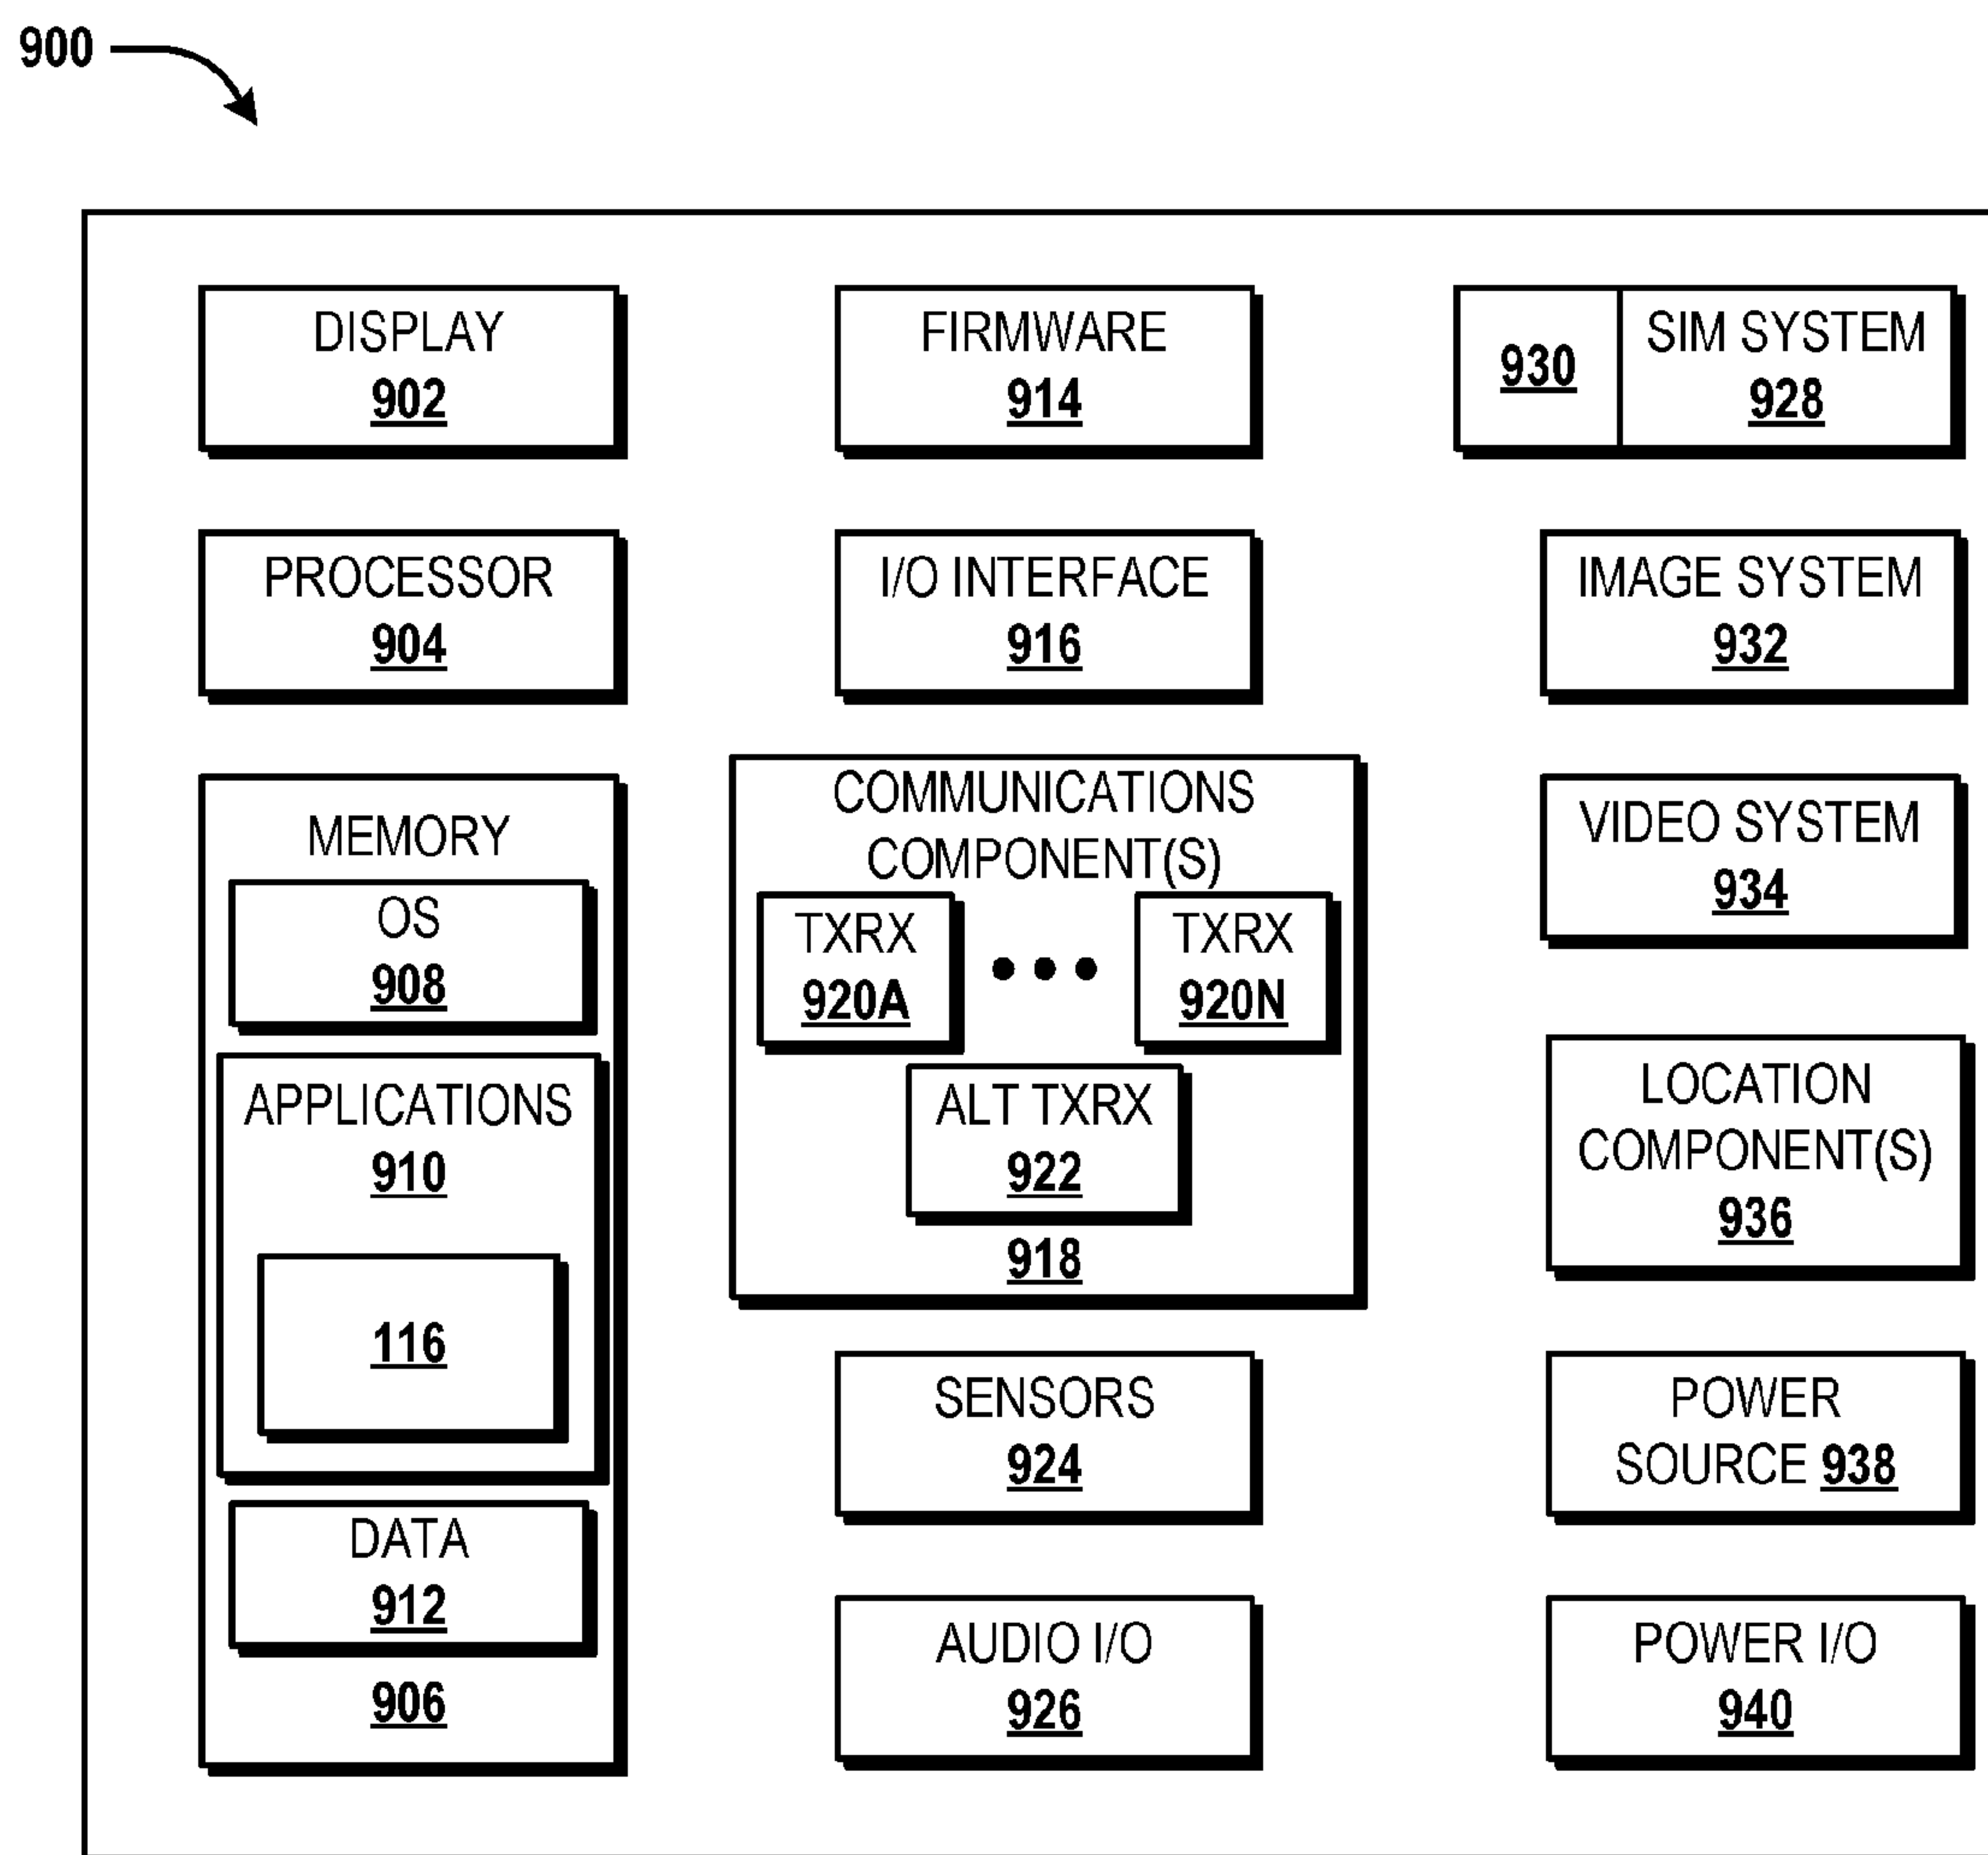 900
DISPLAY
902
PROCESSOR
904
MEMORY
OS
908
APPLICATIONS
910
116
DATA
912
906
FIRMWARE
914
I/O INTERFACE
916
COMMUNICATIONS
COMPONENT(S)
TXRX
920A
TXRX
920N
ALT TXRX
922
918
SENSORS
924
AUDIO I/O
926
930
SIM SYSTEM
928
IMAGE SYSTEM
932
VIDEO SYSTEM
934
LOCATION
COMPONENT(S)
936
POWER
SOURCE 938
POWER I/O
940